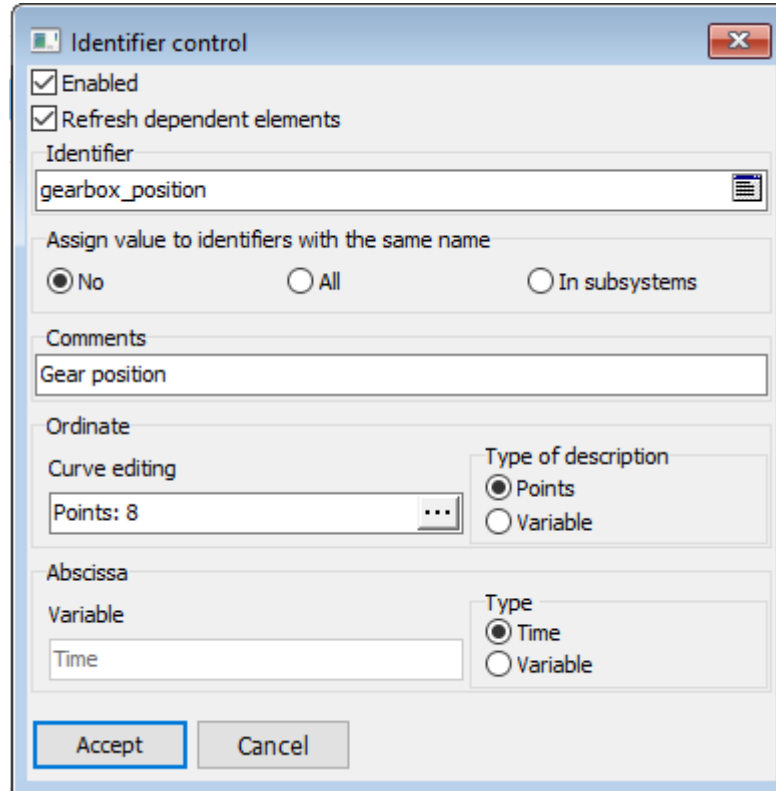 Identifier control
Enabled
Refresh dependent elements
Identifier
gearbox_position
Assign value to identifiers with the same name
No All In subsystems
Comments
Gear position
Ordinate
Curve editing
Points: 8 ...
Type of description
Points
Variable
Abscissa
Variable
Time
Type
Time
Variable
Accept Cancel